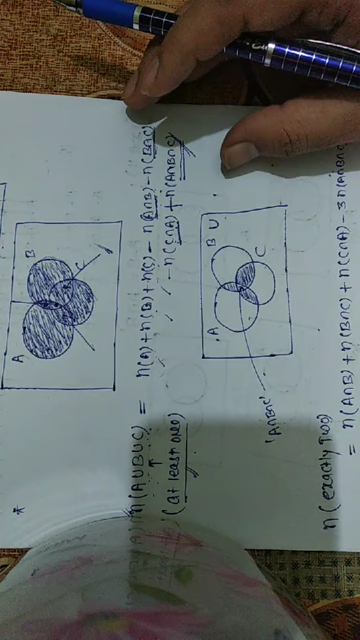 A
B
C
*
n(A∪B∪C) = n(A) + n(B) + n(C) - n(A∩B) - n(B∩C)
(at least one) - n(C∩A) + n(A∩B∩C)
B U
A
C
'A∩B∩C'
n(exactly two)
= n(A∩B) + n(B∩C) + n(C∩A) - 3n(A∩B∩C